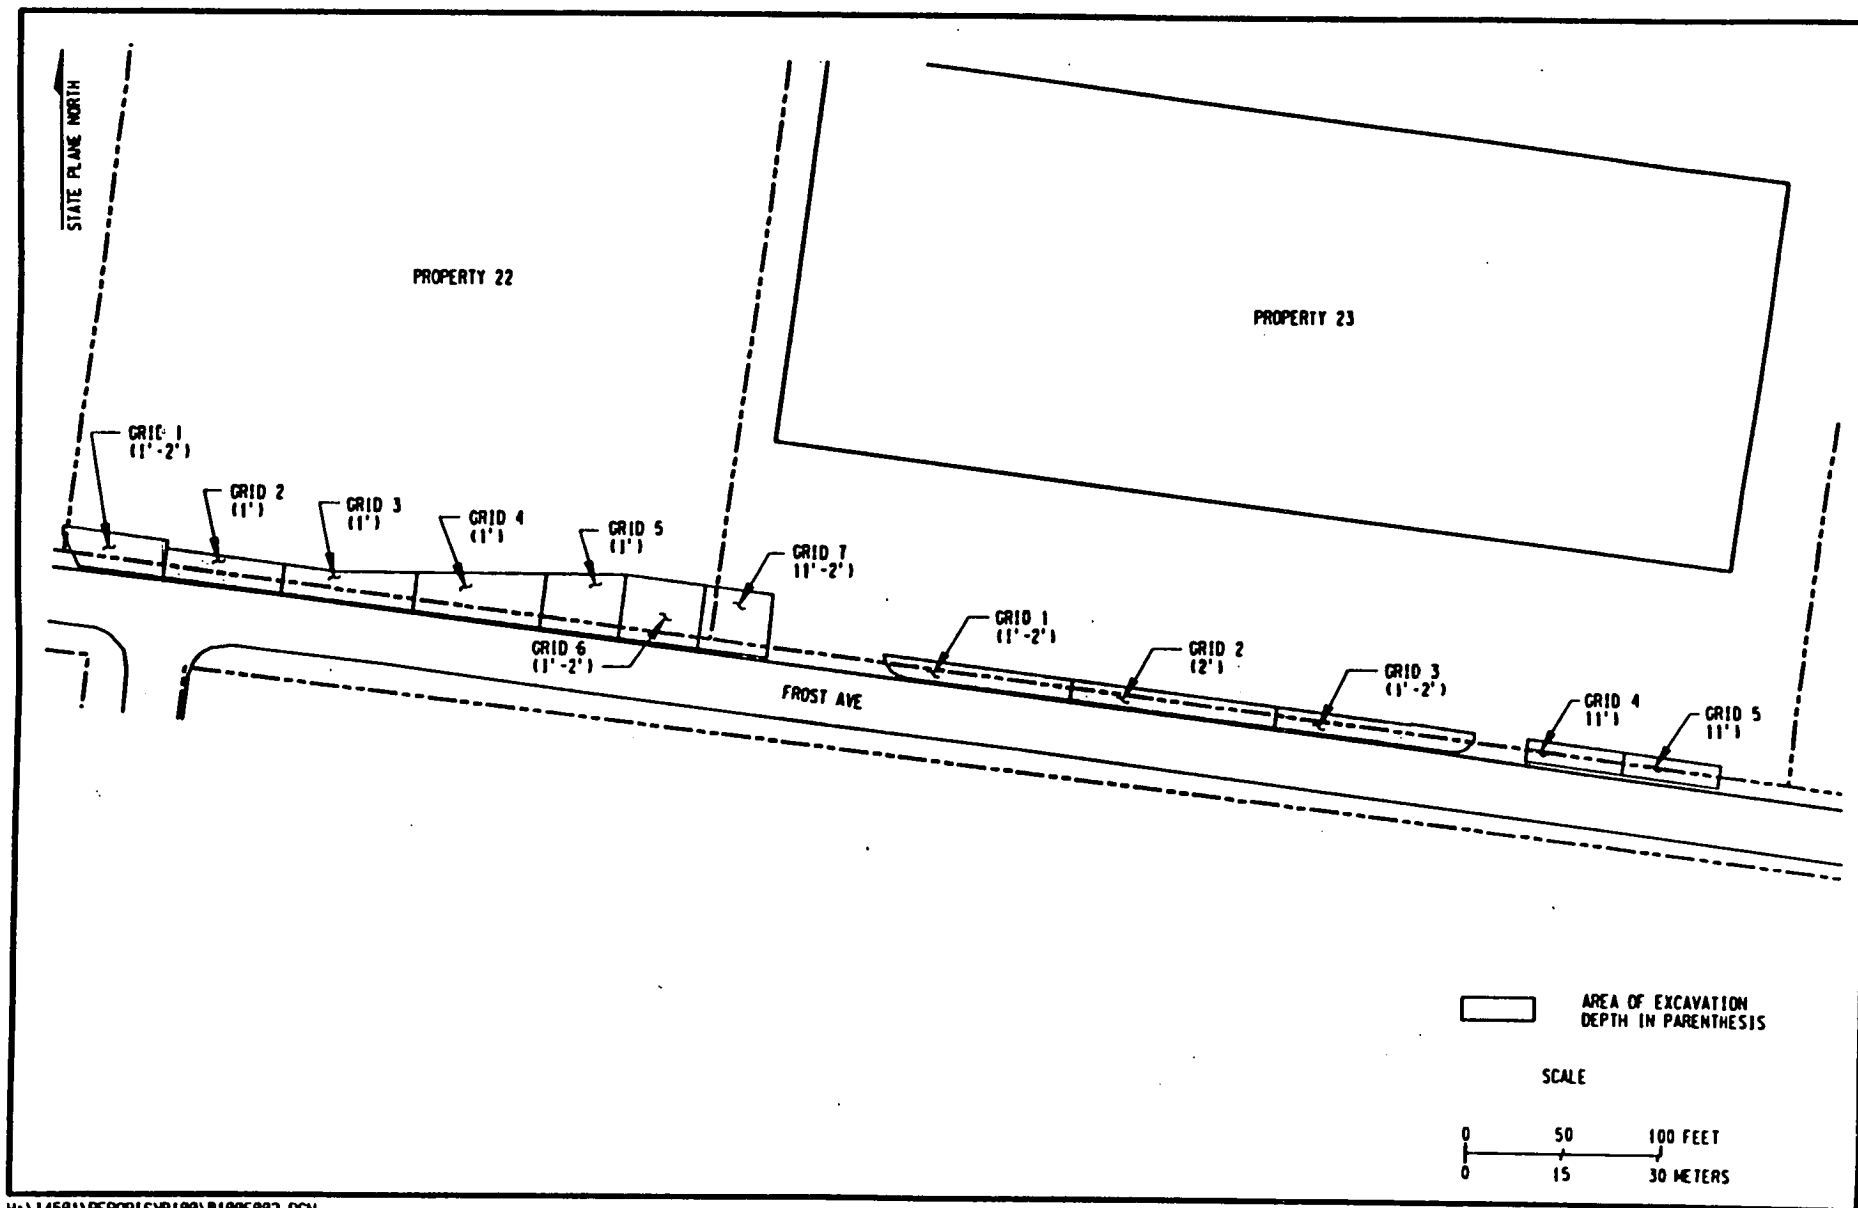 STATE PLANE NORTH
PROPERTY 22
PROPERTY 23
GRID 1
(1'-2')
GRID 2
(1')
GRID 3
(1')
GRID 4
(1')
GRID 5
(1')
GRID 7
11'-2')
GRID 6
(1'-2')
GRID 1
(1'-2')
GRID 2
(2')
GRID 3
(1'-2')
GRID 4
11')
GRID 5
11')
FROST AVE
AREA OF EXCAVATION
DEPTH IN PARENTHESIS
SCALE
0 50 100 FEET
0 15 30 METERS